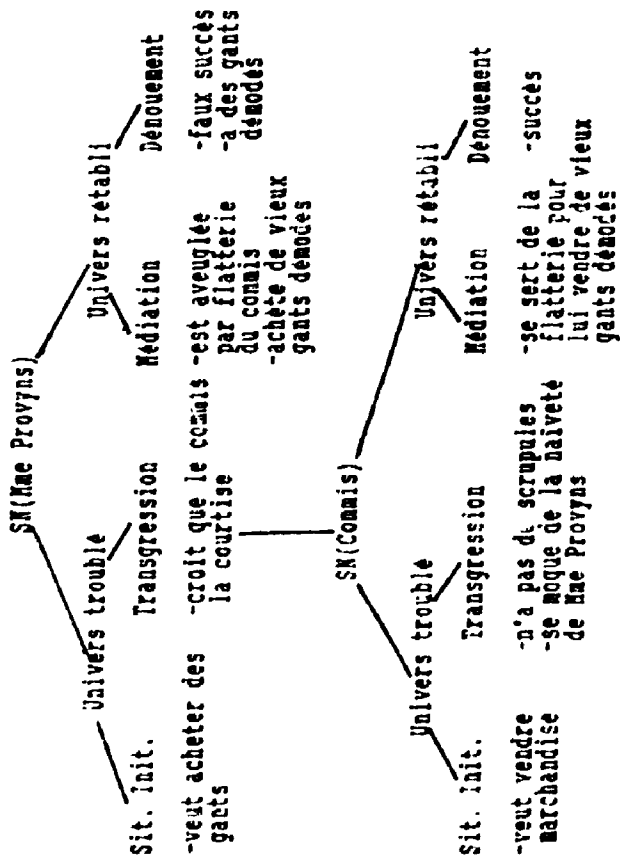 SN(Mme Provyns)
Univers troublé Univers rétabli
Sit. Init. Transgression Médiation Dénouement
-veut acheter des -croit que le commis -est aveuglée -faux succès
gants la courtise par flatterie -a des gants
du commis démodés
-achète de vieux
gants démodés
SN(Commis)
Univers trouble Univers rétabli
Sit. Init. Transgression Médiation Dénouement
-veut vendre -n'a pas de scrupules -se sert de la -succès
marchandise -se moque de la naiveté flatterie pour
de Mme Provyns lui vendre de vieux
gants démodés